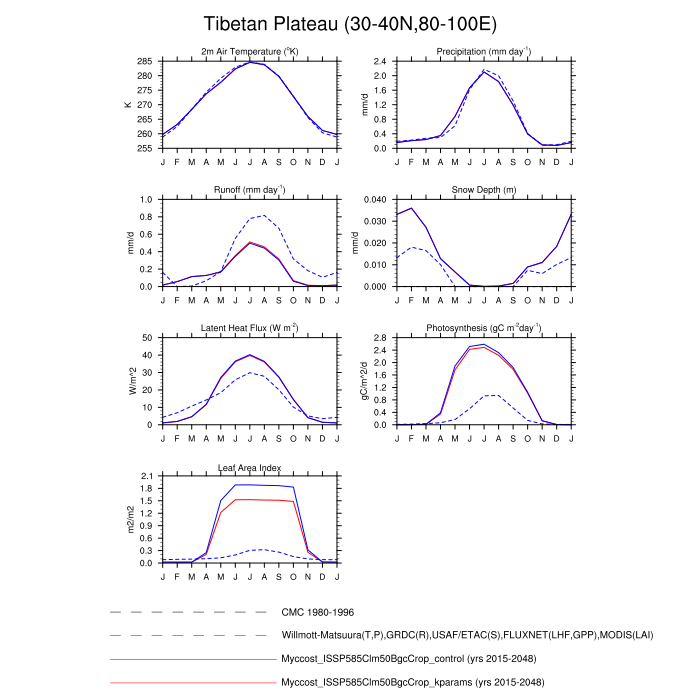 Tibetan Plateau (30-40N,80-100E)
2m Air Temperature (°K)
285
280
275
270
265
260
255
K
J F M A M J J A S O N D J
Precipitation (mm day-1)
2.4
2.0
1.6
1.2
0.8
0.4
0.0
mm/d
J F M A M J J A S O N D J
Runoff (mm day-1)
1.0
0.8
0.6
0.4
0.2
0.0
mm/d
J F M A M J J A S O N D J
Snow Depth (m)
0.040
0.030
0.020
0.010
0.000
mm/d
J F M A M J J A S O N D J
Latent Heat Flux (W m-2)
50
40
30
20
10
0
W/m^2
J F M A M J J A S O N D J
Photosynthesis (gC m-2day-1)
2.8
2.4
2.0
1.6
1.2
0.8
0.4
0.0
gC/m^2/d
J F M A M J J A S O N D J
Leaf Area Index
2.1
1.8
1.5
1.2
0.9
0.6
0.3
0.0
m2/m2
J F M A M J J A S O N D J
CMC 1980-1996
Willmott-Matsuura(T,P),GRDC(R),USAF/ETAC(S),FLUXNET(LHF,GPP),MODIS(LAI)
Myccost_ISSP585Clm50BgcCrop_control (yrs 2015-2048)
Myccost_ISSP585Clm50BgcCrop_kparams (yrs 2015-2048)